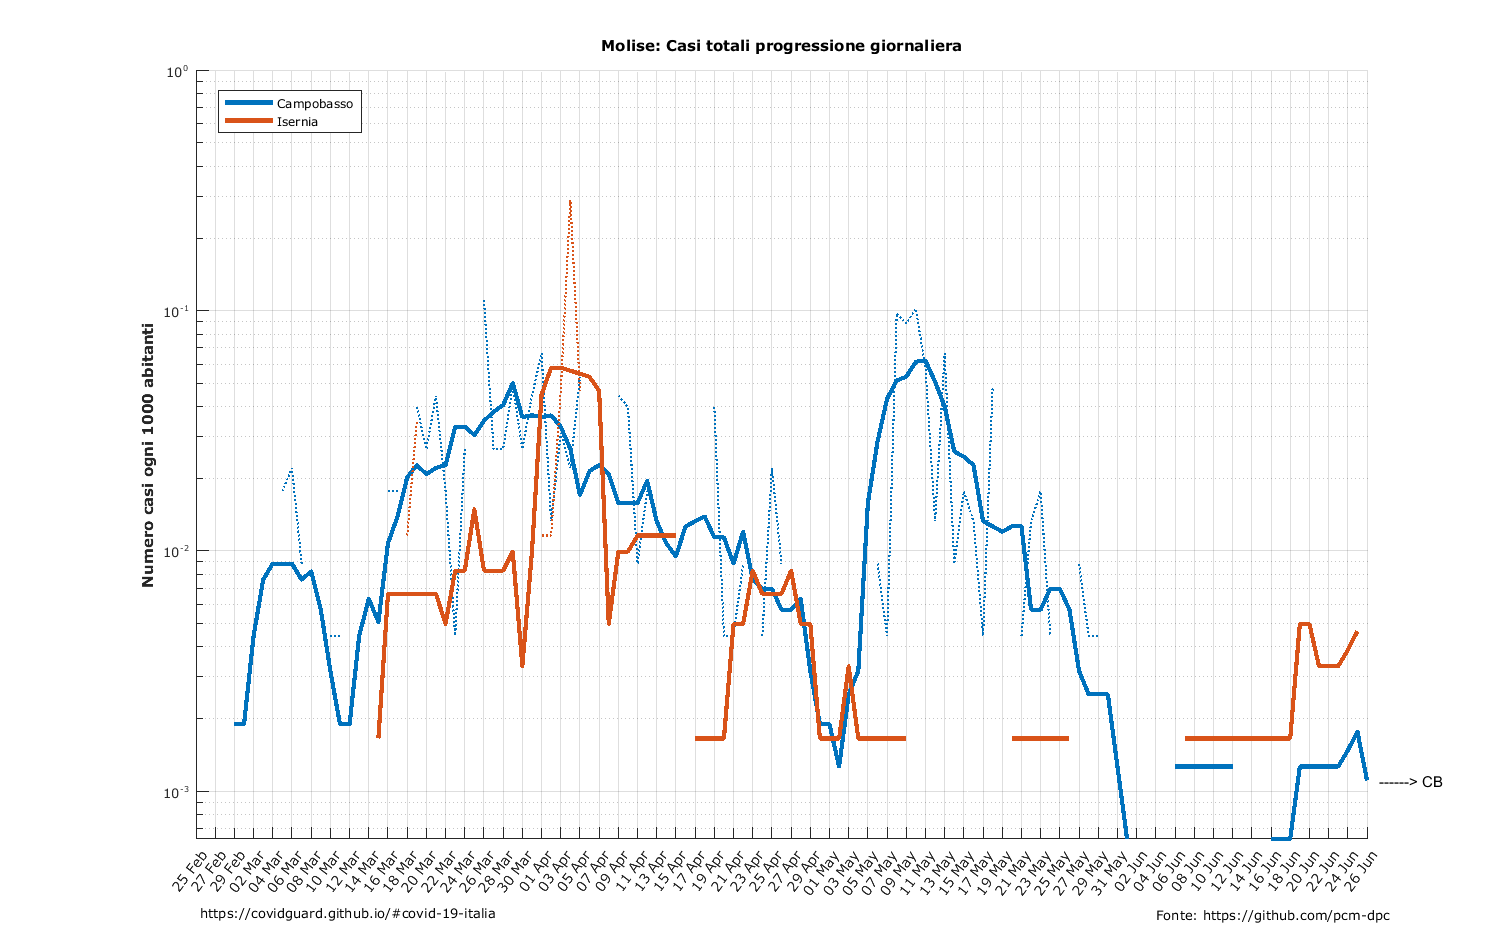 Molise: Casi totali progressione giornaliera
10^0
10^-1
10^-2
10^-3
Numero casi ogni 1000 abitanti
Campobasso
Isernia
------> CB
25 Feb
27 Feb
29 Feb
02 Mar
04 Mar
06 Mar
08 Mar
10 Mar
12 Mar
14 Mar
16 Mar
18 Mar
20 Mar
22 Mar
24 Mar
26 Mar
28 Mar
30 Mar
01 Apr
03 Apr
05 Apr
07 Apr
09 Apr
11 Apr
13 Apr
15 Apr
17 Apr
19 Apr
21 Apr
23 Apr
25 Apr
27 Apr
29 Apr
01 May
03 May
05 May
07 May
09 May
11 May
13 May
15 May
17 May
19 May
21 May
23 May
25 May
27 May
29 May
31 May
02 Jun
04 Jun
06 Jun
08 Jun
10 Jun
12 Jun
14 Jun
16 Jun
18 Jun
20 Jun
22 Jun
24 Jun
26 Jun
https://covidguard.github.io/#covid-19-italia
Fonte: https://github.com/pcm-dpc